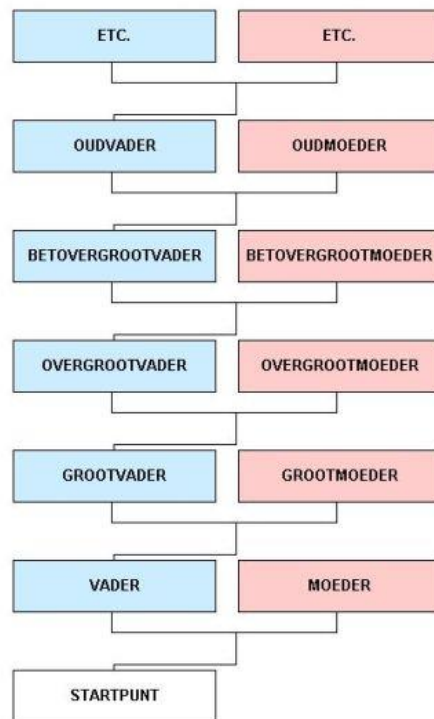 ETC.
ETC.
OUDVADER
OUDMOEDER
BETOVERGROOTVADER
BETOVERGROOTMOEDER
OVERGROOTVADER
OVERGROOTMOEDER
GROOTVADER
GROOTMOEDER
VADER
MOEDER
STARTPUNT